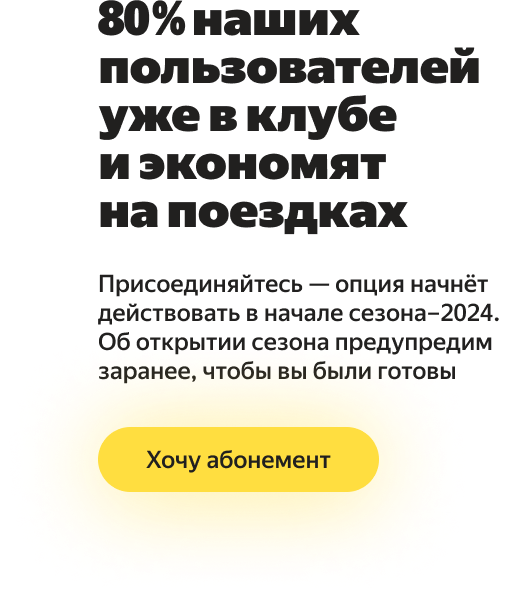 80% наших
пользователей
уже в клубе
и экономят
на поездках
Присоединяйтесь — опция начнёт
действовать в начале сезона–2024.
Об открытии сезона предупредим
заранее, чтобы вы были готовы
Хочу абонемент